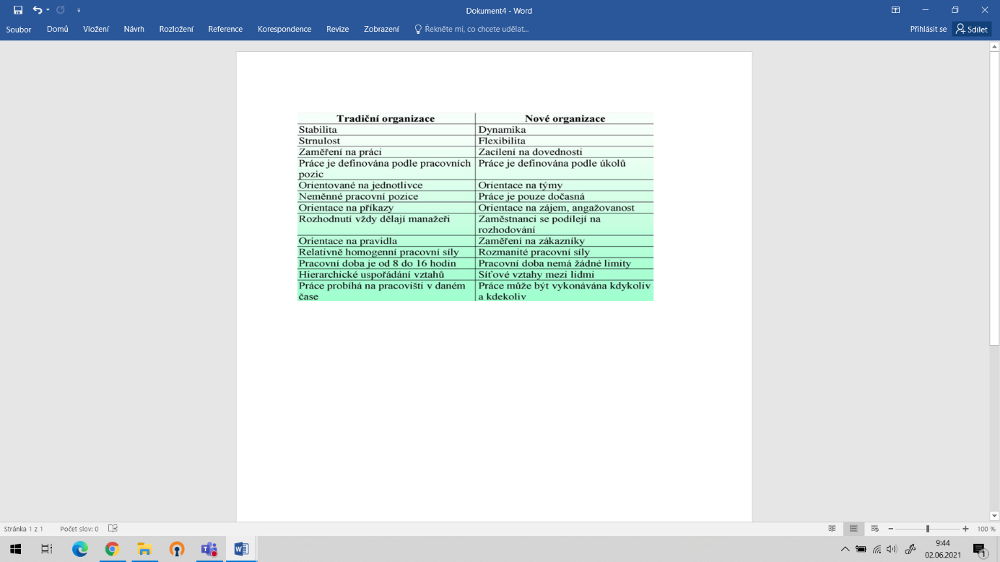 Dokument4 - Word
Soubor Domů Vložení Návrh Rozložení Reference Korespondence Revize Zobrazení Řekněte mi, co chcete udělat... Přihlásit se Sdílet
Tradiční organizace Nové organizace
Stabilita Dynamika
Strnulost Flexibilita
Zaměření na práci Zacílení na dovednosti
Práce je definována podle pracovních Práce je definována podle úkolů
pozic
Orientované na jednotlivce Orientace na týmy
Neměnné pracovní pozice Práce je pouze dočasná
Orientace na příkazy Orientace na zájem, angažovanost
Rozhodnutí vždy dělají manažeři Zaměstnanci se podílejí na
rozhodování
Orientace na pravidla Zaměření na zákazníky
Relativně homogenní pracovní síly Rozmanité pracovní síly
Pracovní doba je od 8 do 16 hodin Pracovní doba nemá žádné limity
Hierarchické uspořádání vztahů Síťové vztahy mezi lidmi
Práce probíhá na pracovišti v daném Práce může být vykonávána kdykoliv
čase a kdekoliv
Stránka 1 z 1 Počet slov: 0 100 %
9:44
02.06.2021
1